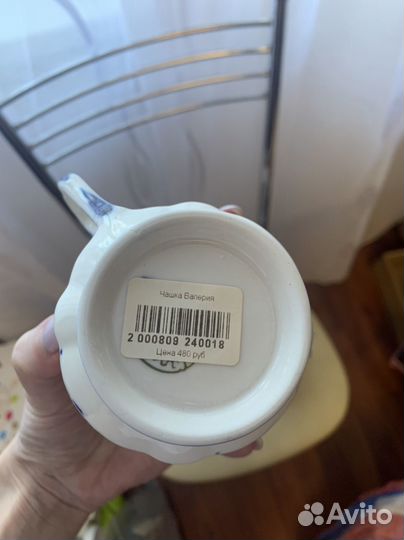 Чашка Валерия
2 000809 240018
Цена 480 руб
Avito